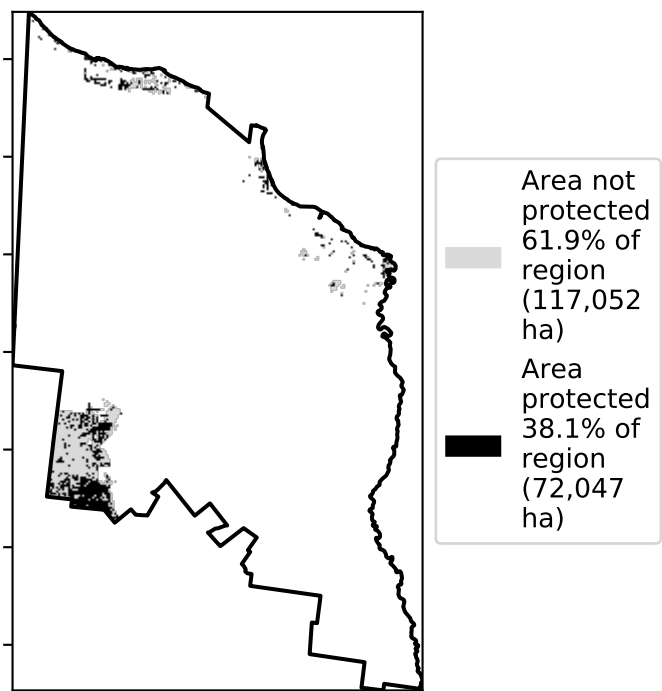 Area not
protected
61.9% of
region
(117,052
ha)
Area
protected
38.1% of
region
(72,047
ha)